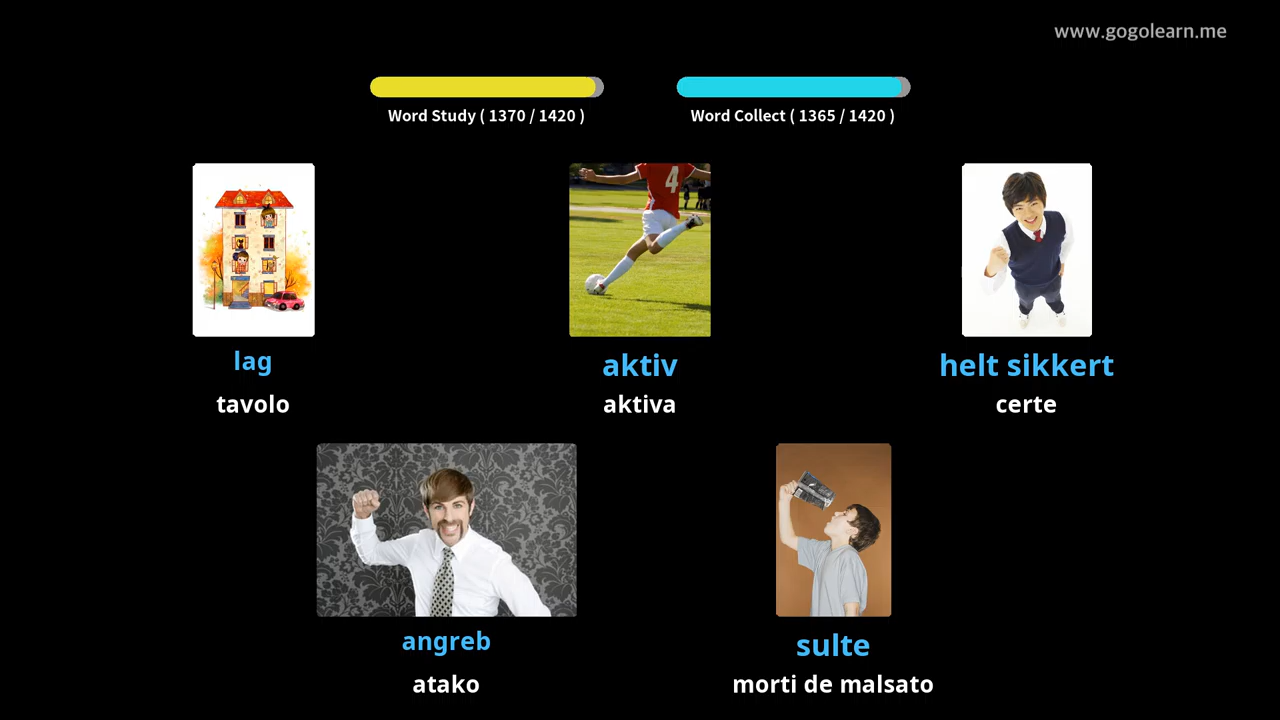 www.gogolearn.me
Word Study ( 1370 / 1420 )
Word Collect ( 1365 / 1420 )
lag
tavolo
aktiv
aktiva
helt sikkert
certe
angreb
atako
sulte
morti de malsato
4